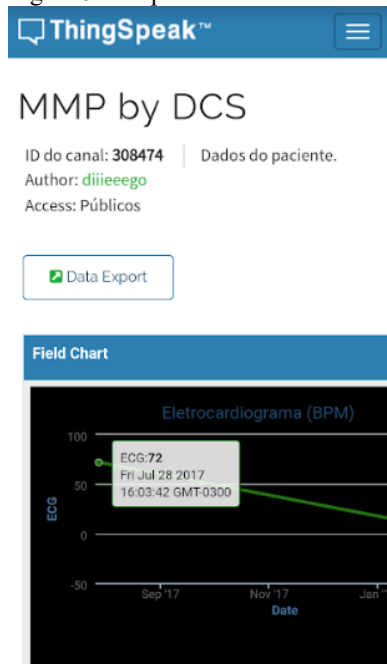 ThingSpeak™
MMP by DCS
ID do canal: 308474
Dados do paciente.
Author: diiieeego
Access: Públicos
Data Export
Field Chart
Eletrocardiograma (BPM)
100
50
0
-50
ECG
ECG:72
Fri Jul 28 2017
16:03:42 GMT-0300
Sep '17
Nov '17
Jan '
Date